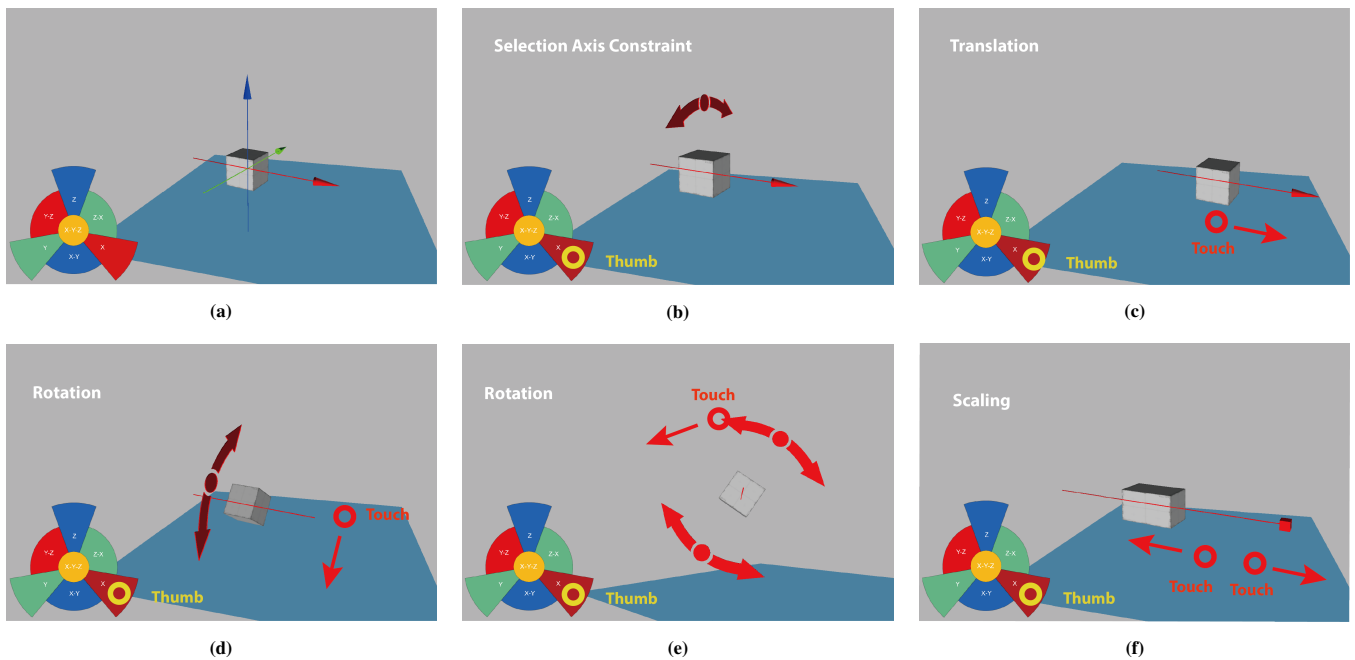 Z
Y-Z
Z-X
X-Y-Z
Y
X
X-Y
(a)
Selection Axis Constraint
Z
Y-Z
Z-X
X-Y-Z
Y
X
X-Y
Thumb
(b)
Translation
Touch
Z
Y-Z
Z-X
X-Y-Z
Y
X
X-Y
Thumb
(c)
Rotation
Touch
Z
Y-Z
Z-X
X-Y-Z
Y
X
X-Y
Thumb
(d)
Rotation
Touch
Z
Y-Z
Z-X
X-Y-Z
Y
X
X-Y
Thumb
(e)
Scaling
Touch Touch
Z
Y-Z
Z-X
X-Y-Z
Y
X
X-Y
Thumb
(f)